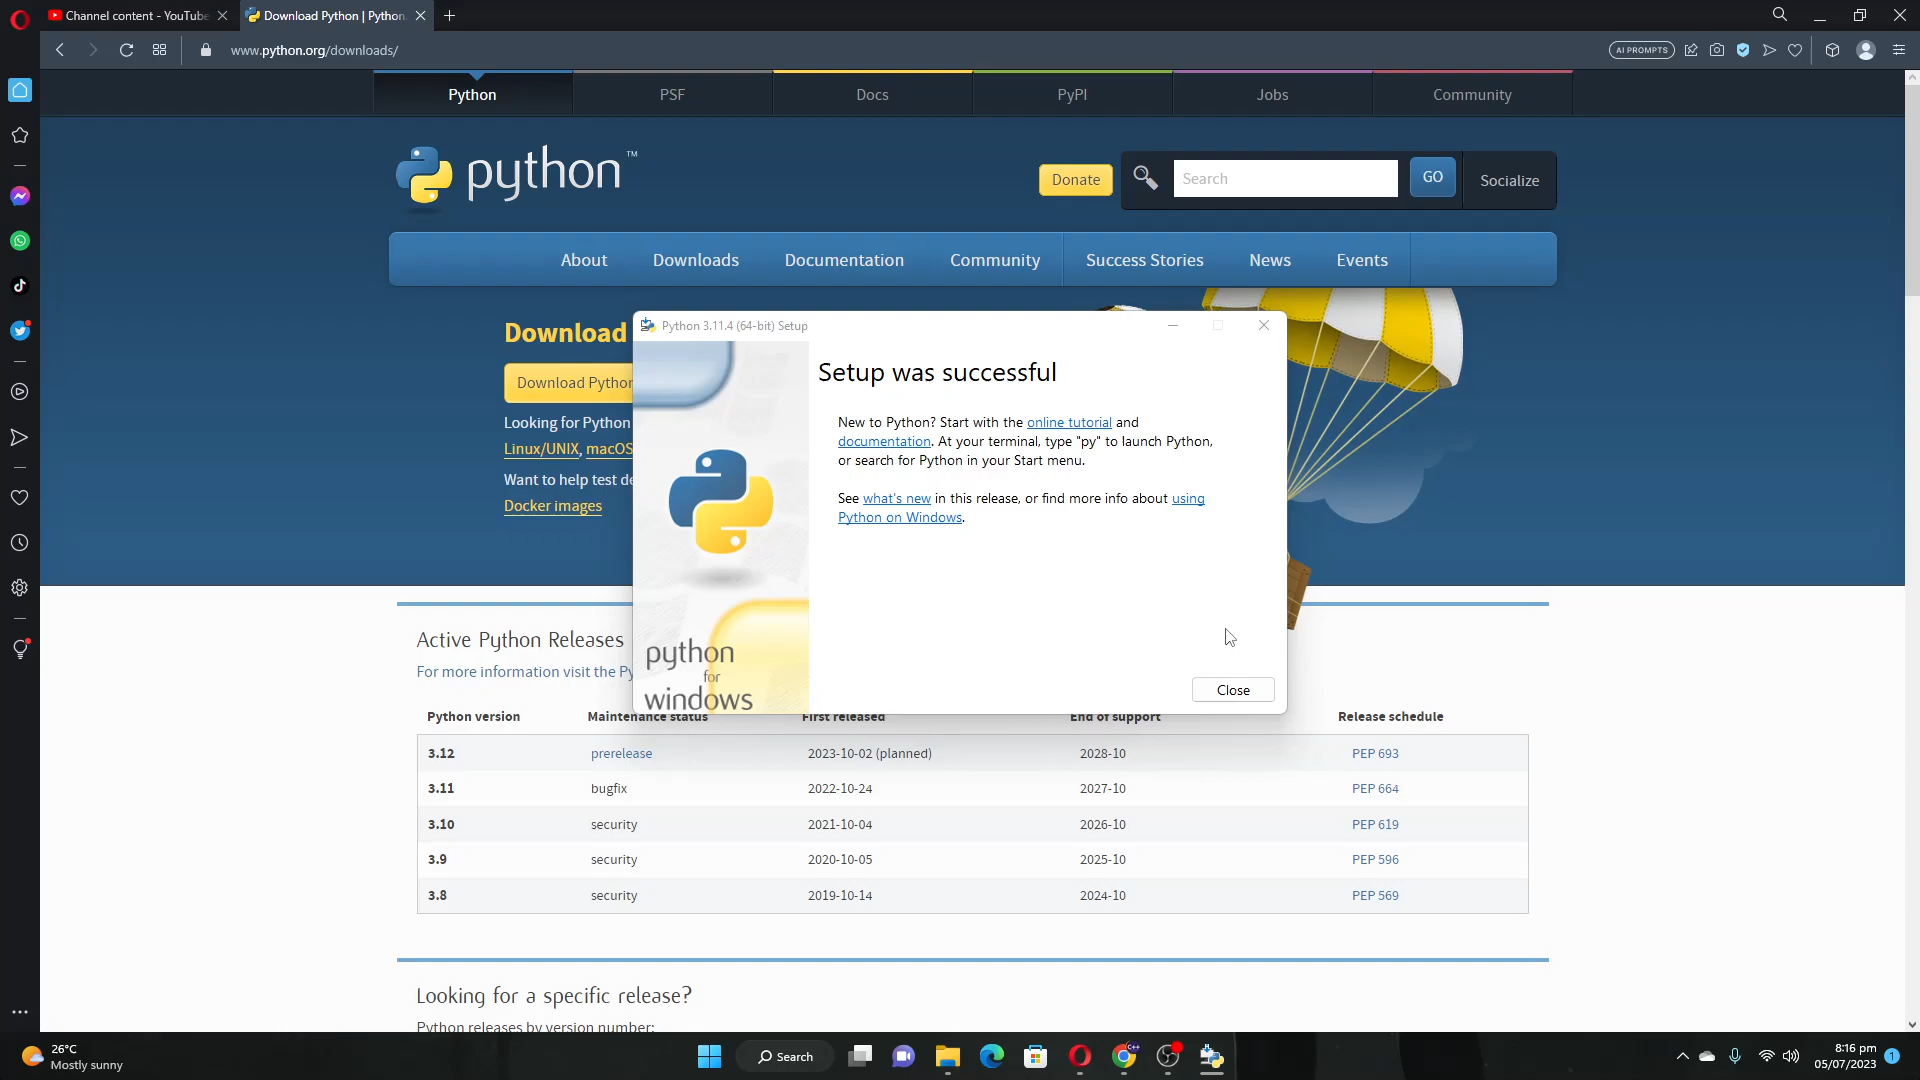 Channel content - YouTube
Download Python | Python.
www.python.org/downloads/
AI PROMPTS
Python
PSF
Docs
PyPI
Jobs
Community
python™
Donate
Search
GO
Socialize
About
Downloads
Documentation
Community
Success Stories
News
Events
Download
Download Python
Looking for Python
Linux/UNIX, macOS
Want to help test de
Docker images
Python 3.11.4 (64-bit) Setup
Setup was successful
New to Python? Start with the online tutorial and
documentation. At your terminal, type "py" to launch Python,
or search for Python in your Start menu.
See what's new in this release, or find more info about using
Python on Windows.
python
for
windows
Close
Active Python Releases
For more information visit the Py
Python version Maintenance status First released End of support Release schedule
3.12 prerelease 2023-10-02 (planned) 2028-10 PEP 693
3.11 bugfix 2022-10-24 2027-10 PEP 664
3.10 security 2021-10-04 2026-10 PEP 619
3.9 security 2020-10-05 2025-10 PEP 596
3.8 security 2019-10-14 2024-10 PEP 569
Looking for a specific release?
Python releases by version number:
26°C
Mostly sunny
Search
C++
8:16 pm
05/07/2023
1